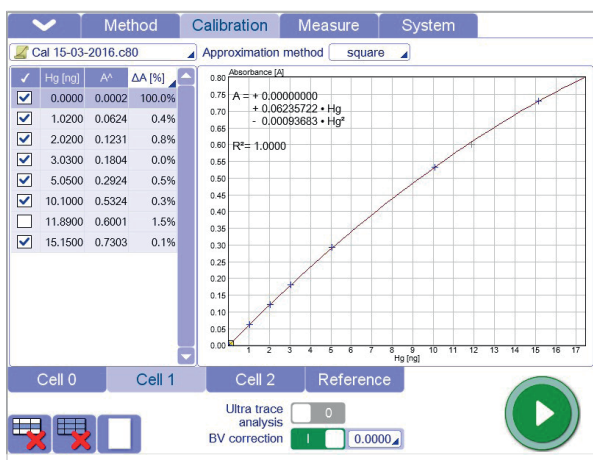 Method Calibration Measure System
Cal 15-03-2016.c80 Approximation method square
Hg [ng] A^ ΔA [%]
0.0000 0.0002 100.0%
1.0200 0.0624 0.4%
2.0200 0.1231 0.8%
3.0300 0.1804 0.0%
5.0500 0.2924 0.5%
10.1000 0.5324 0.3%
11.8900 0.6001 1.5%
15.1500 0.7303 0.1%
Absorbance [A]
0.80
0.75
0.70
0.65
0.60
0.55
0.50
0.45
0.40
0.35
0.30
0.25
0.20
0.15
0.10
0.05
0.00
A = + 0.00000000
+ 0.06235722 • Hg
- 0.00093683 • Hg²
R²= 1.0000
1 2 3 4 5 6 7 8 9 10 11 12 13 14 15 16 17
Hg [ng]
Cell 0 Cell 1 Cell 2 Reference
Ultra trace
analysis
0
BV correction I 0.0000